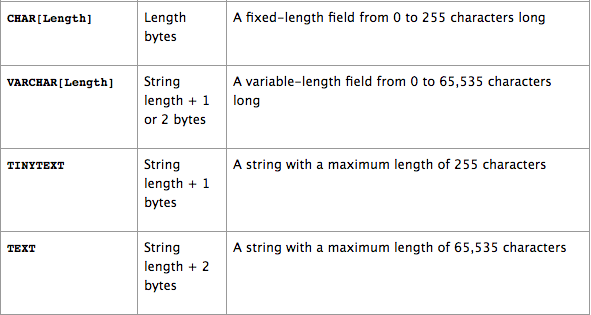 CHAR[Length]
Length
bytes
A fixed-length field from 0 to 255 characters long
VARCHAR[Length]
String
length + 1
or 2 bytes
A variable-length field from 0 to 65,535 characters
long
TINYTEXT
String
length + 1
bytes
A string with a maximum length of 255 characters
TEXT
String
length + 2
bytes
A string with a maximum length of 65,535 characters